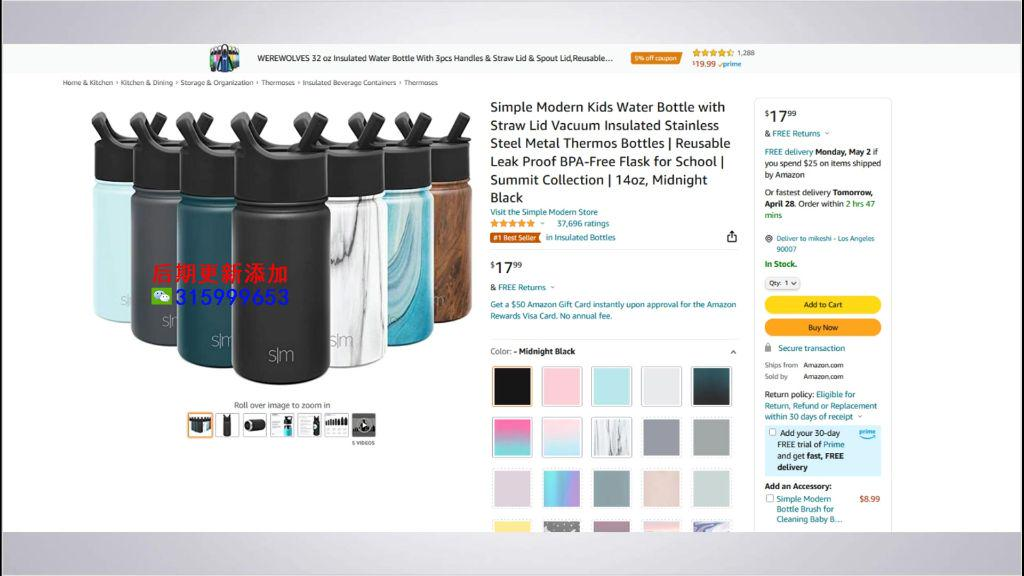 WEREWOLVES 32 oz Insulated Water Bottle With 3pcs Handles & Straw Lid & Spout Lid,Reusable...
5% off coupon
1,288
$19.99 prime
Home & Kitchen › Kitchen & Dining › Storage & Organization › Thermoses › Insulated Beverage Containers › Thermoses
Simple Modern Kids Water Bottle with
Straw Lid Vacuum Insulated Stainless
Steel Metal Thermos Bottles | Reusable
Leak Proof BPA-Free Flask for School |
Summit Collection | 14oz, Midnight
Black
Visit the Simple Modern Store
37,696 ratings
#1 Best Seller in Insulated Bottles
$17.99
& FREE Returns
Get a $50 Amazon Gift Card instantly upon approval for the Amazon
Rewards Visa Card. No annual fee.
Color: - Midnight Black
后期更新添加
315999653
slm
slm
slm
slm
Roll over image to zoom in
5 VIDEOS
$17.99
& FREE Returns
FREE delivery Monday, May 2 if
you spend $25 on items shipped
by Amazon
Or fastest delivery Tomorrow,
April 28. Order within 2 hrs 47
mins
Deliver to mikeshi - Los Angeles
90007
In Stock.
Qty: 1
Add to Cart
Buy Now
Secure transaction
Ships from Amazon.com
Sold by Amazon.com
Return policy: Eligible for
Return, Refund or Replacement
within 30 days of receipt
Add your 30-day
FREE trial of Prime
and get fast, FREE
delivery
prime
Add an Accessory:
Simple Modern
Bottle Brush for
Cleaning Baby B...
$8.99